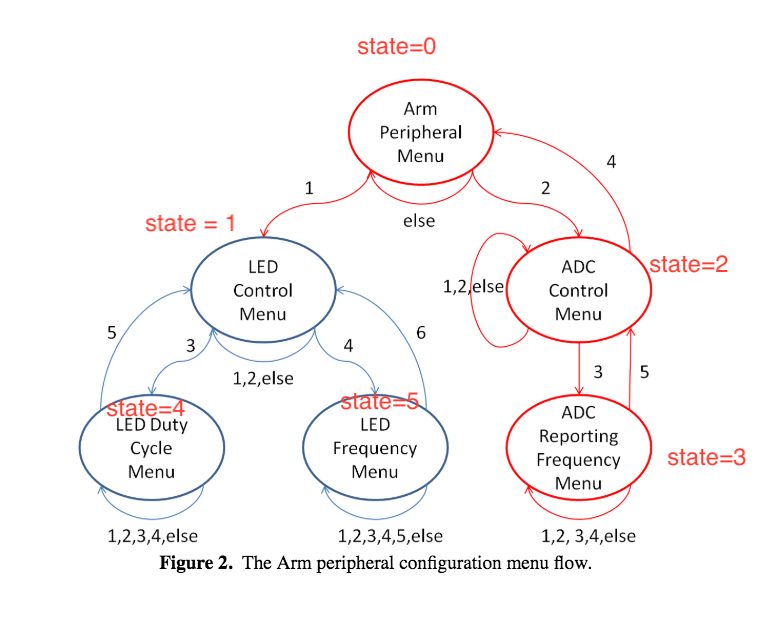 state=0
Arm
Peripheral
Menu
4
1
2
else
state = 1
LED
Control
Menu
ADC
Control
Menu
state=2
1,2,else
5
3
4
6
1,2,else
3
5
state=4
LED Duty
Cycle
Menu
state=5
LED
Frequency
Menu
ADC
Reporting
Frequency
Menu
state=3
1,2,3,4,else
1,2,3,4,5,else
1,2, 3,4,else
Figure 2. The Arm peripheral configuration menu flow.